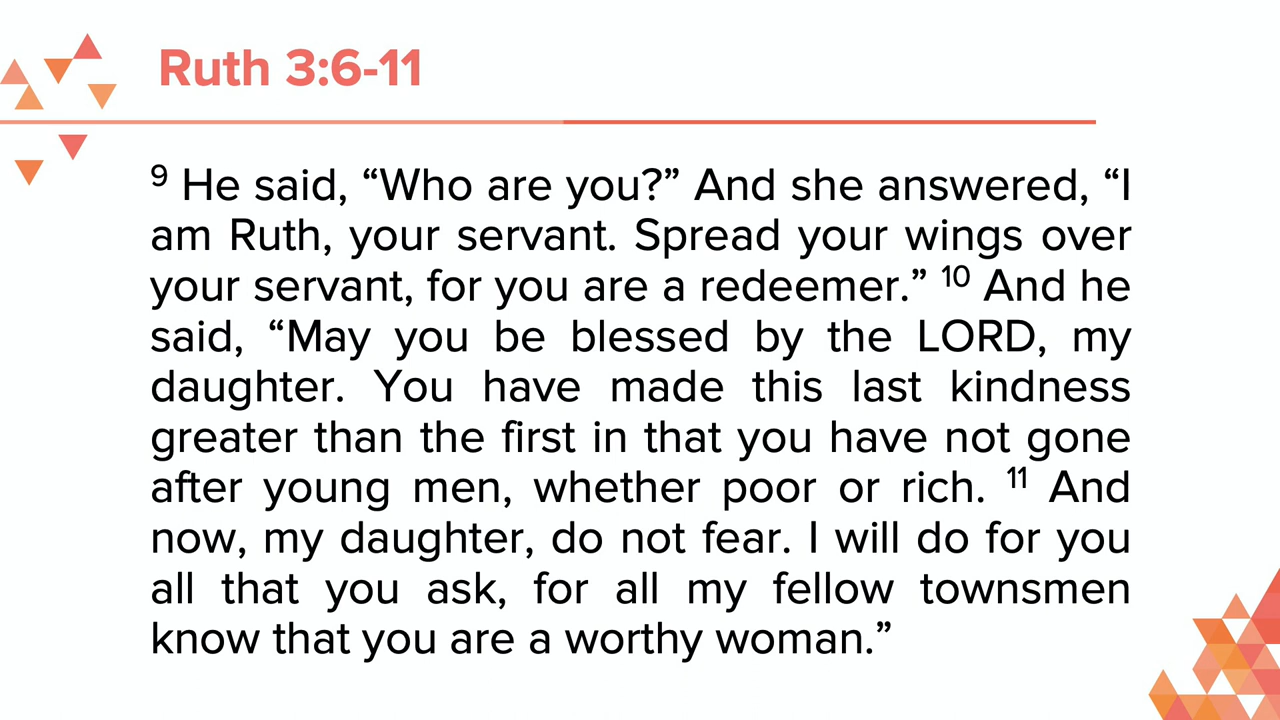 Ruth 3:6-11
⁹ He said, “Who are you?” And she answered, “I
am Ruth, your servant. Spread your wings over
your servant, for you are a redeemer.” ¹⁰ And he
said, “May you be blessed by the LORD, my
daughter. You have made this last kindness
greater than the first in that you have not gone
after young men, whether poor or rich. ¹¹ And
now, my daughter, do not fear. I will do for you
all that you ask, for all my fellow townsmen
know that you are a worthy woman.”